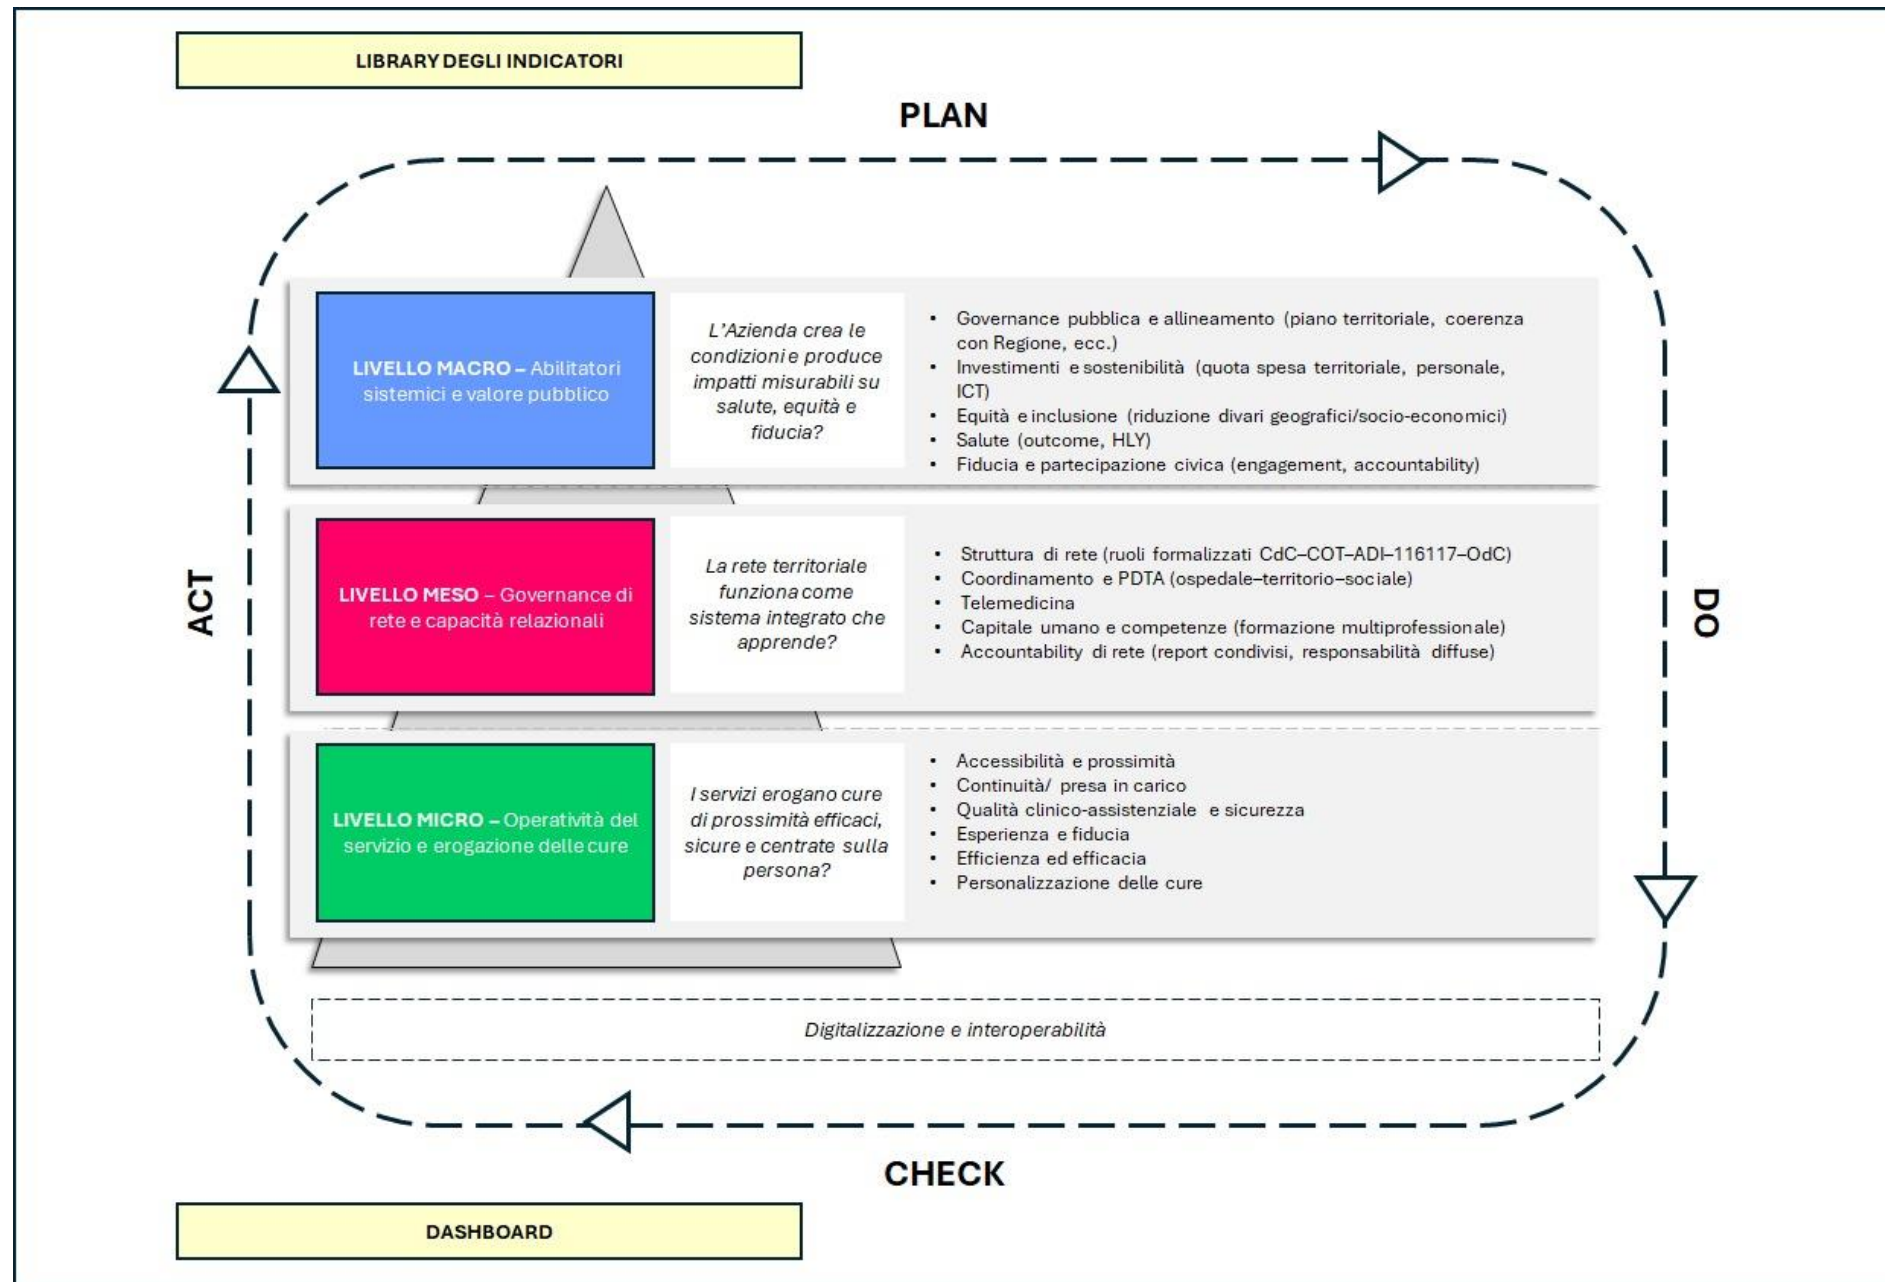 LIBRARY DEGLI INDICATORI
PLAN
LIVELLO MACRO – Abilitatori
sistemici e valore pubblico
L’Azienda crea le
condizioni e produce
impatti misurabili su
salute, equità e
fiducia?
• Governance pubblica e allineamento (piano territoriale, coerenza
con Regione, ecc.)
• Investimenti e sostenibilità (quota spesa territoriale, personale,
ICT)
• Equità e inclusione (riduzione divari geografici/socio-economici)
• Salute (outcome, HLY)
• Fiducia e partecipazione civica (engagement, accountability)
ACT
LIVELLO MESO – Governance di
rete e capacità relazionali
La rete territoriale
funziona come
sistema integrato che
apprende?
• Struttura di rete (ruoli formalizzati CdC–COT–ADI–116117–OdC)
• Coordinamento e PDTA (ospedale–territorio–sociale)
• Telemedicina
• Capitale umano e competenze (formazione multiprofessionale)
• Accountability di rete (report condivisi, responsabilità diffuse)
DO
LIVELLO MICRO – Operatività del
servizio e erogazione delle cure
I servizi erogano cure
di prossimità efficaci,
sicure e centrate sulla
persona?
• Accessibilità e prossimità
• Continuità/ presa in carico
• Qualità clinico-assistenziale e sicurezza
• Esperienza e fiducia
• Efficienza ed efficacia
• Personalizzazione delle cure
Digitalizzazione e interoperabilità
CHECK
DASHBOARD